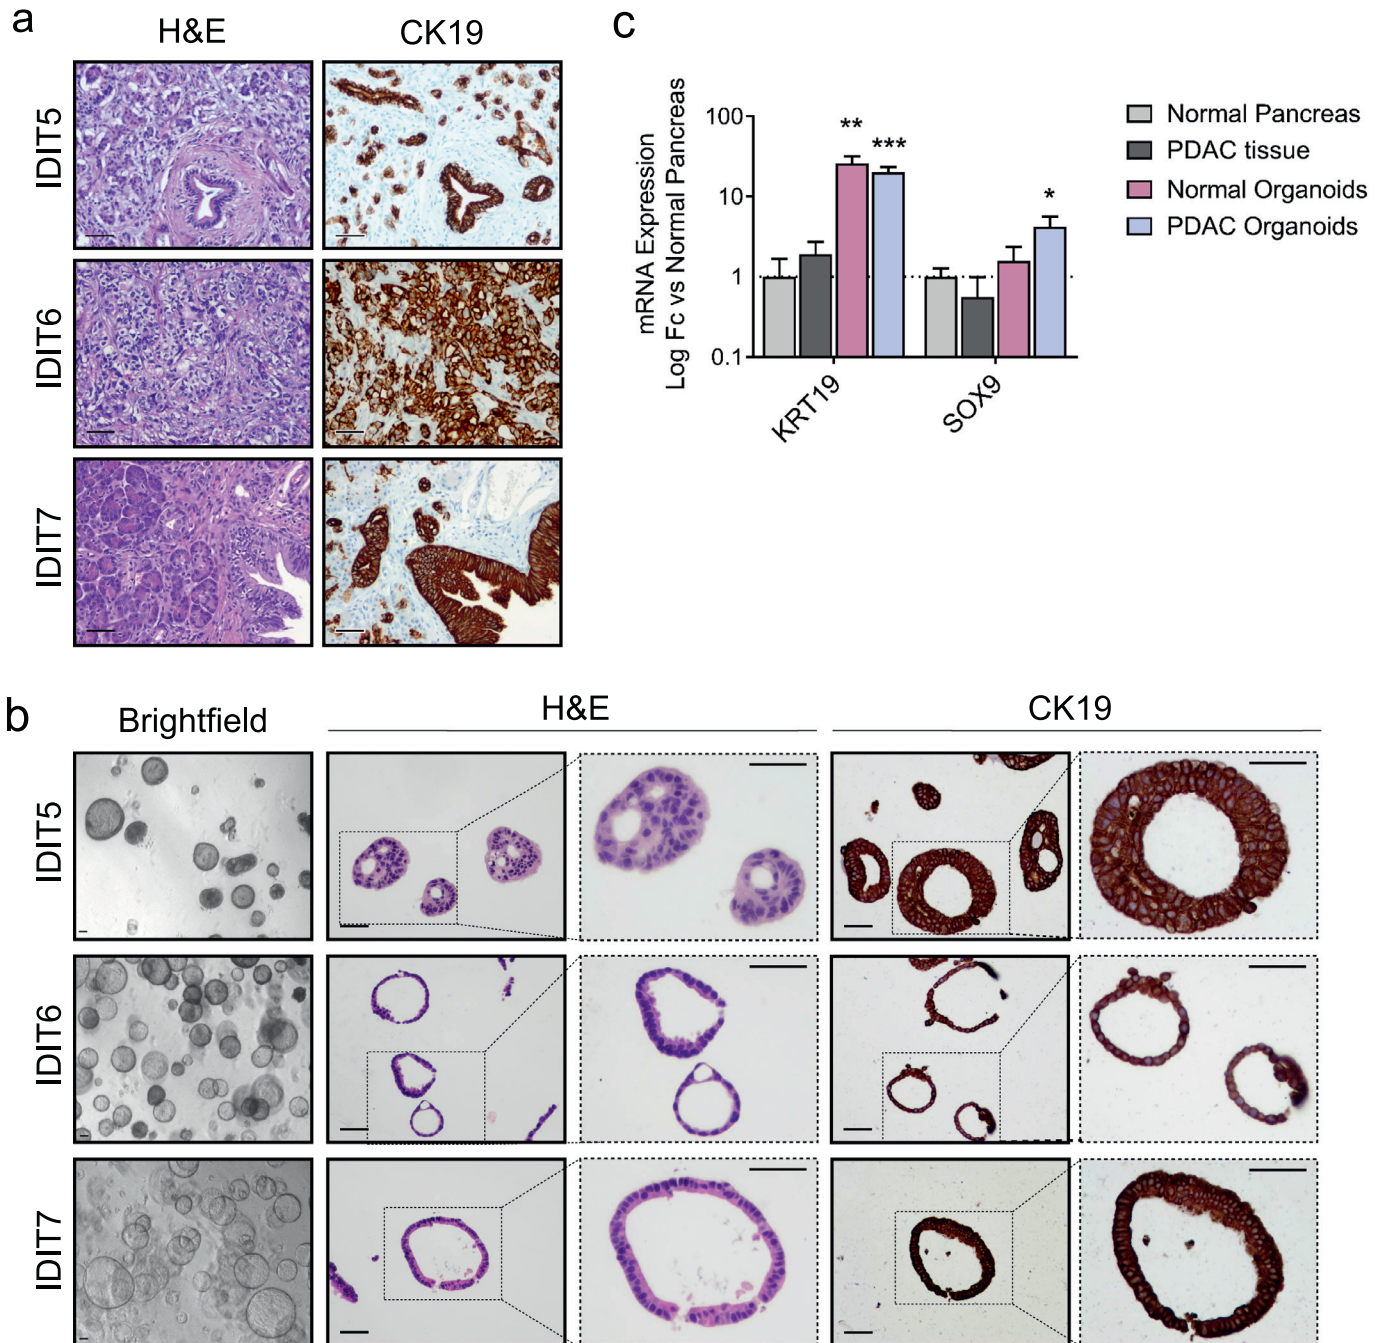 a
H&E
CK19
IDIT5
IDIT6
IDIT7
c
mRNA Expression
Log Fc vs Normal Pancreas
100
10
1
0.1
**
***
*
KRT19
SOX9
Normal Pancreas
PDAC tissue
Normal Organoids
PDAC Organoids
b
Brightfield
H&E
CK19
IDIT5
IDIT6
IDIT7